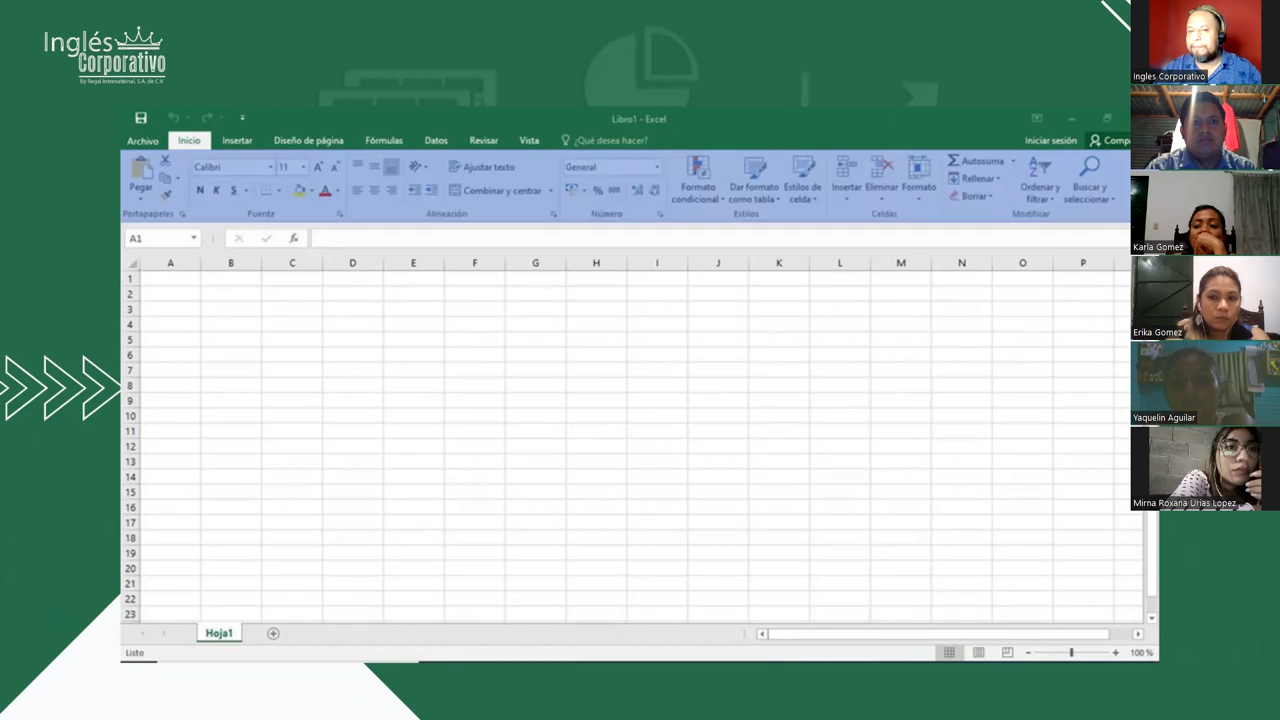 Inglés
Corporativo
By Regal International, S.A. de C.V.
Libro1 - Excel
Archivo Inicio Insertar Diseño de página Fórmulas Datos Revisar Vista ¿Qué desea hacer? Iniciar sesión
Pegar
Portapapeles
Calibri 11
N K S A
Fuente
Ajustar texto
Combinar y centrar
Alineación
General
% 000
Número
Formato condicional
Dar formato como tabla
Estilos de celda
Estilos
Insertar Eliminar Formato
Celdas
Autosuma
Rellenar
Borrar
Ordenar y filtrar
Buscar y seleccionar
Modificar
A1 fx
A B C D E F G H I J K L M N O P
1
2
3
4
5
6
7
8
9
10
11
12
13
14
15
16
17
18
19
20
21
22
23
Hoja1
Listo 100 %
Ingles Corporativo
Karla Gomez
Erika Gomez
Yaquelin Aguilar
Mirna Roxana Urias Lopez